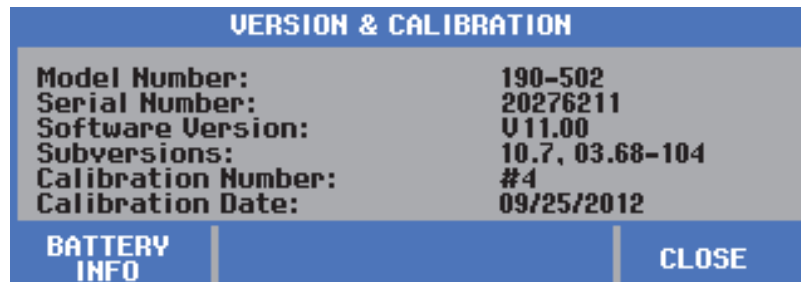 VERSION & CALIBRATION
Model Number: 190-502
Serial Number: 20276211
Software Version: V11.00
Subversions: 10.7, 03.68-104
Calibration Number: #4
Calibration Date: 09/25/2012
BATTERY
INFO
CLOSE